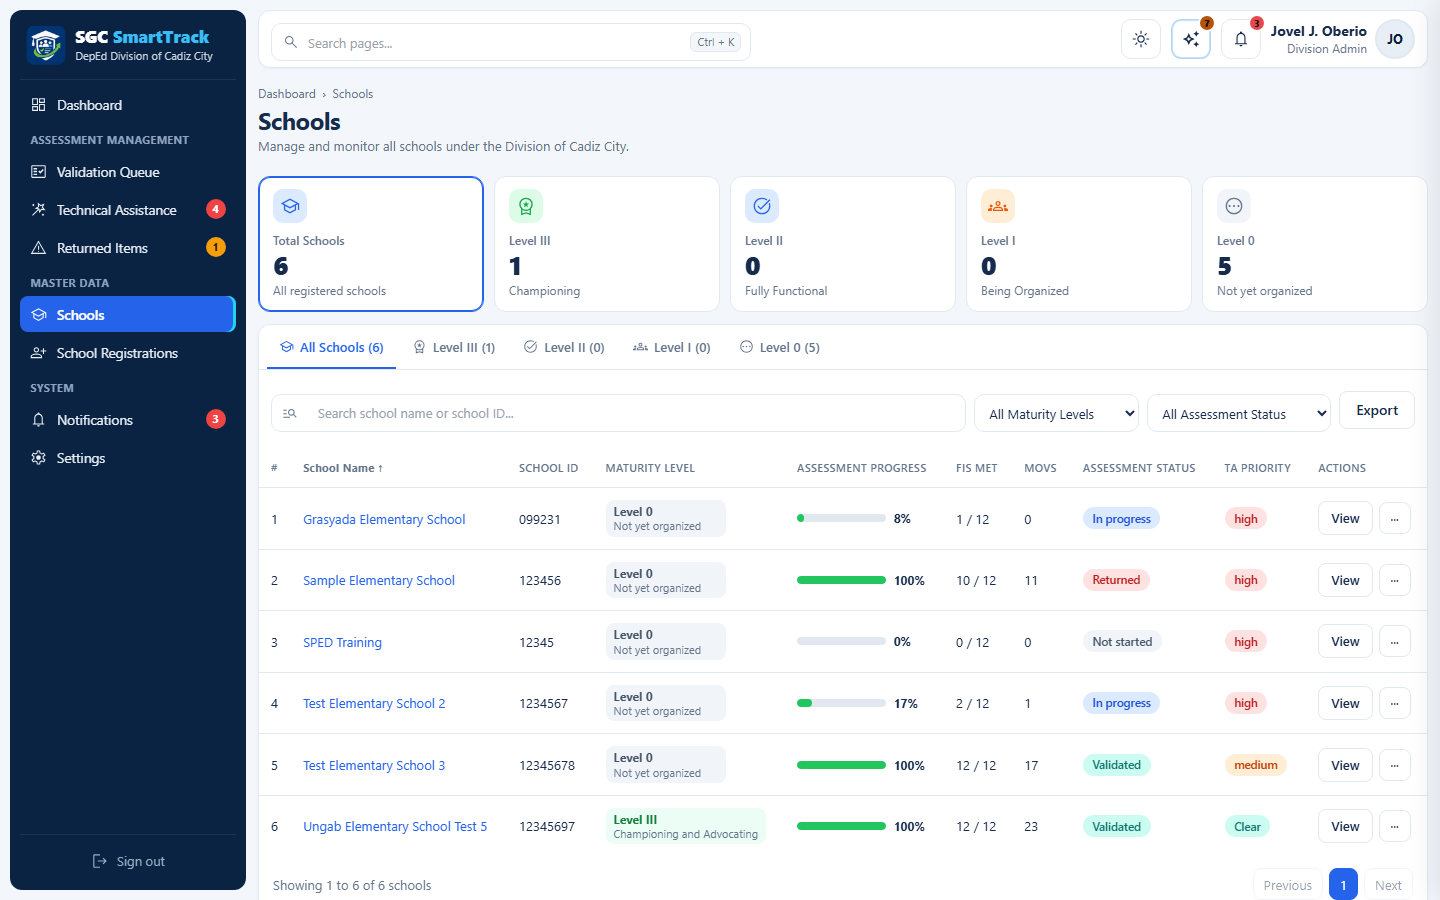 SGC SmartTrack
DepEd Division of Cadiz City
Dashboard
ASSESSMENT MANAGEMENT
Validation Queue
Technical Assistance 4
Returned Items 1
MASTER DATA
Schools
School Registrations
SYSTEM
Notifications 3
Settings
Sign out
Search pages... Ctrl + K
7
3
Jovel J. Oberio
Division Admin
JO
Dashboard › Schools
Schools
Manage and monitor all schools under the Division of Cadiz City.
Total Schools
6
All registered schools
Level III
1
Championing
Level II
0
Fully Functional
Level I
0
Being Organized
Level 0
5
Not yet organized
All Schools (6) Level III (1) Level II (0) Level I (0) Level 0 (5)
Search school name or school ID... All Maturity Levels All Assessment Status Export
# School Name ↑ SCHOOL ID MATURITY LEVEL ASSESSMENT PROGRESS FIS MET MOVS ASSESSMENT STATUS TA PRIORITY ACTIONS
1 Grasyada Elementary School 099231 Level 0 Not yet organized 8% 1 / 12 0 In progress high View ...
2 Sample Elementary School 123456 Level 0 Not yet organized 100% 10 / 12 11 Returned high View ...
3 SPED Training 12345 Level 0 Not yet organized 0% 0 / 12 0 Not started high View ...
4 Test Elementary School 2 1234567 Level 0 Not yet organized 17% 2 / 12 1 In progress high View ...
5 Test Elementary School 3 12345678 Level 0 Not yet organized 100% 12 / 12 17 Validated medium View ...
6 Ungab Elementary School Test 5 12345697 Level III Championing and Advocating 100% 12 / 12 23 Validated Clear View ...
Showing 1 to 6 of 6 schools Previous 1 Next